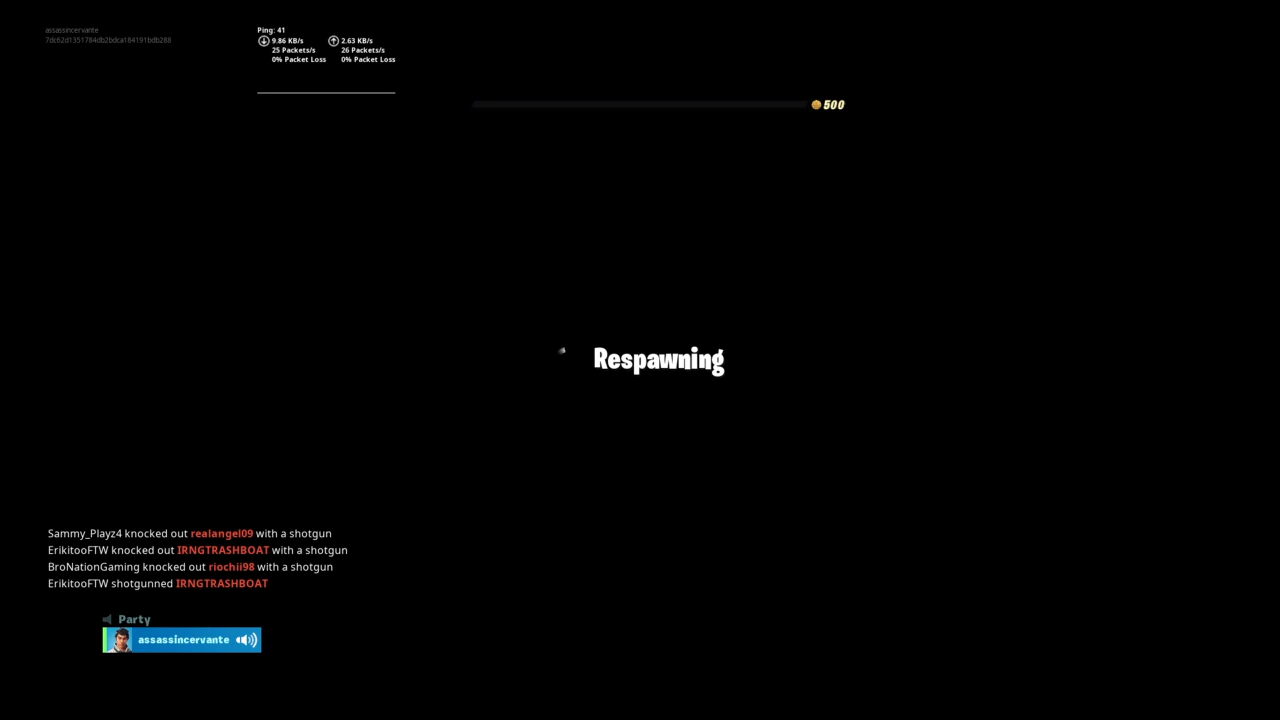 assassincervante
7dc62d1351784db2bdca184191bdb288
Ping: 41
9.86 KB/s 2.63 KB/s
25 Packets/s 26 Packets/s
0% Packet Loss 0% Packet Loss
500
Respawning
Sammy_Playz4 knocked out realangel09 with a shotgun
ErikitooFTW knocked out IRNGTRASHBOAT with a shotgun
BroNationGaming knocked out riochii98 with a shotgun
ErikitooFTW shotgunned IRNGTRASHBOAT
Party
assassincervante